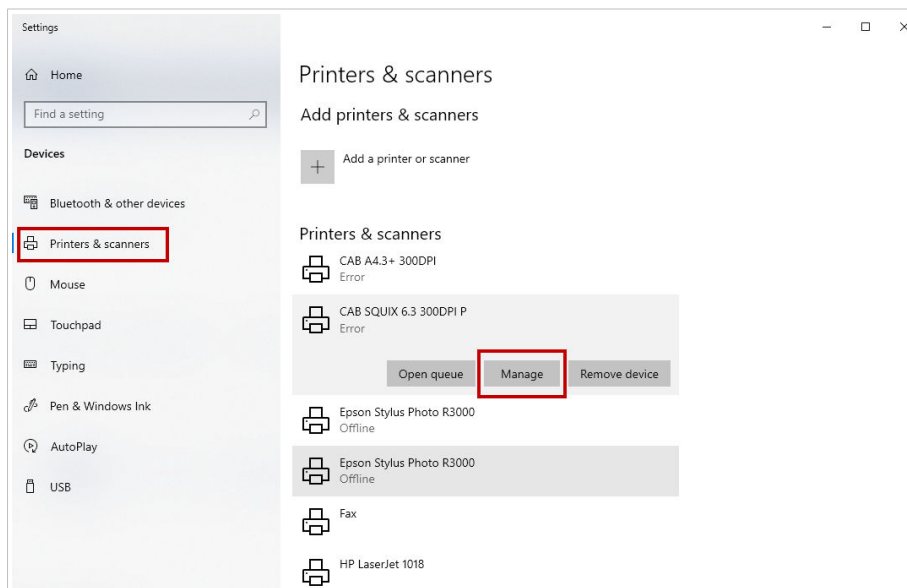 Settings
Home
Find a setting
Devices
Bluetooth & other devices
Printers & scanners
Mouse
Touchpad
Typing
Pen & Windows Ink
AutoPlay
USB
Printers & scanners
Add printers & scanners
Add a printer or scanner
Printers & scanners
CAB A4.3+ 300DPI
Error
CAB SQUIX 6.3 300DPI P
Error
Open queue Manage Remove device
Epson Stylus Photo R3000
Offline
Epson Stylus Photo R3000
Offline
Fax
HP LaserJet 1018